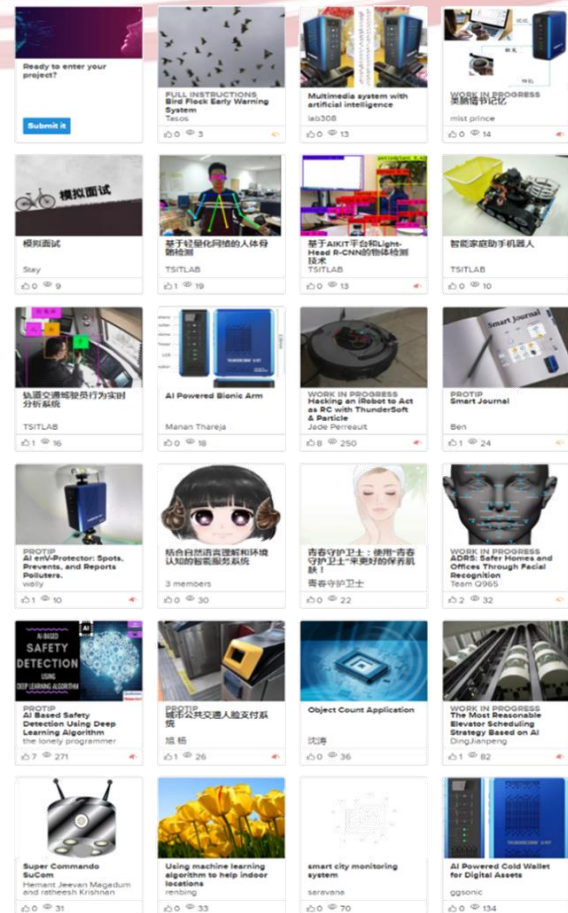 Ready to enter your
project?
Submit it
FULL INSTRUCTIONS
Bird Flock Early Warning
System
Tasos
0 3
Multimedia system with
artificial intelligence
lab308
0 13
WORK IN PROGRESS
类脑情节记忆
mist prince
0 14
模拟面试
模拟面试
Stay
0 9
基于轻量化网络的人体骨
骼检测
TSITLAB
1 19
基于AIKIT平台和Light-
Head R-CNN的物体检测
技术
TSITLAB
0 13
智能家庭助手机器人
TSITLAB
0 10
轨道交通驾驶员行为实时
分析系统
TSITLAB
1 16
AI Powered Bionic Arm
Manan Thareja
0 18
WORK IN PROGRESS
Hacking an iRobot to Act
as RC with ThunderSoft
& Particle
Jade Perreault
8 250
Smart Journal
PROTIP
Smart Journal
Ben
1 24
PROTIP
AI enV-Protector: Spots,
Prevents, and Reports
Polluters.
wally
1 10
结合自然语言理解和环境
认知的智能服务系统
3 members
0 30
青春守护卫士：使用“青春
守护卫士”来更好的保养肌
肤！
青春守护卫士
0 22
WORK IN PROGRESS
ADRS: Safer Homes and
Offices Through Facial
Recognition
Team Q965
2 32
AI-BASED
SAFETY
DETECTION
USING
DEEP LEARNING ALGORITHM
AI
PROTIP
AI Based Safety
Detection Using Deep
Learning Algorithm
the lonely programmer
7 271
PROTIP
城市公共交通人脸支付系
统
旭 杨
1 26
Object Count Application
沈涛
0 36
WORK IN PROGRESS
The Most Reasonable
Elevator Scheduling
Strategy Based on AI
DingJianpeng
1 82
Super Commando
SuCom
Hemant Jeevan Magadum
and ratheesh Krishnan
0 31
Using machine learning
algorithm to help indoor
locations
renbing
0 33
smart city monitoring
system
saravana
0 70
AI Powered Cold Wallet
for Digital Assets
ggsonic
0 134